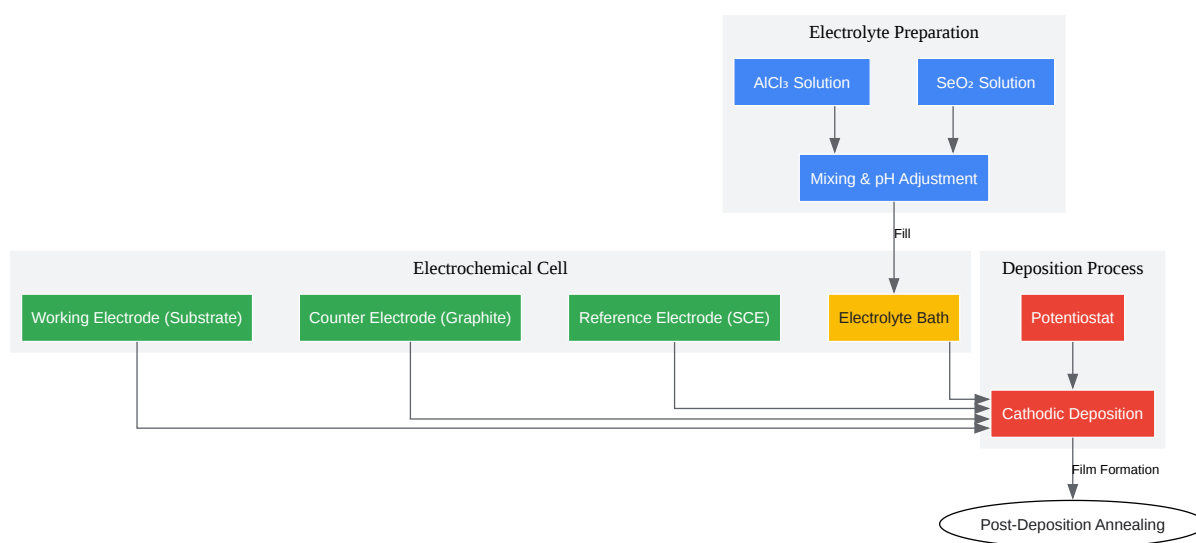 Electrolyte Preparation
AlCl₃ Solution
SeO₂ Solution
Mixing & pH Adjustment
Fill
Electrochemical Cell
Deposition Process
Working Electrode (Substrate)
Counter Electrode (Graphite)
Reference Electrode (SCE)
Electrolyte Bath
Potentiostat
Cathodic Deposition
Film Formation
Post-Deposition Annealing